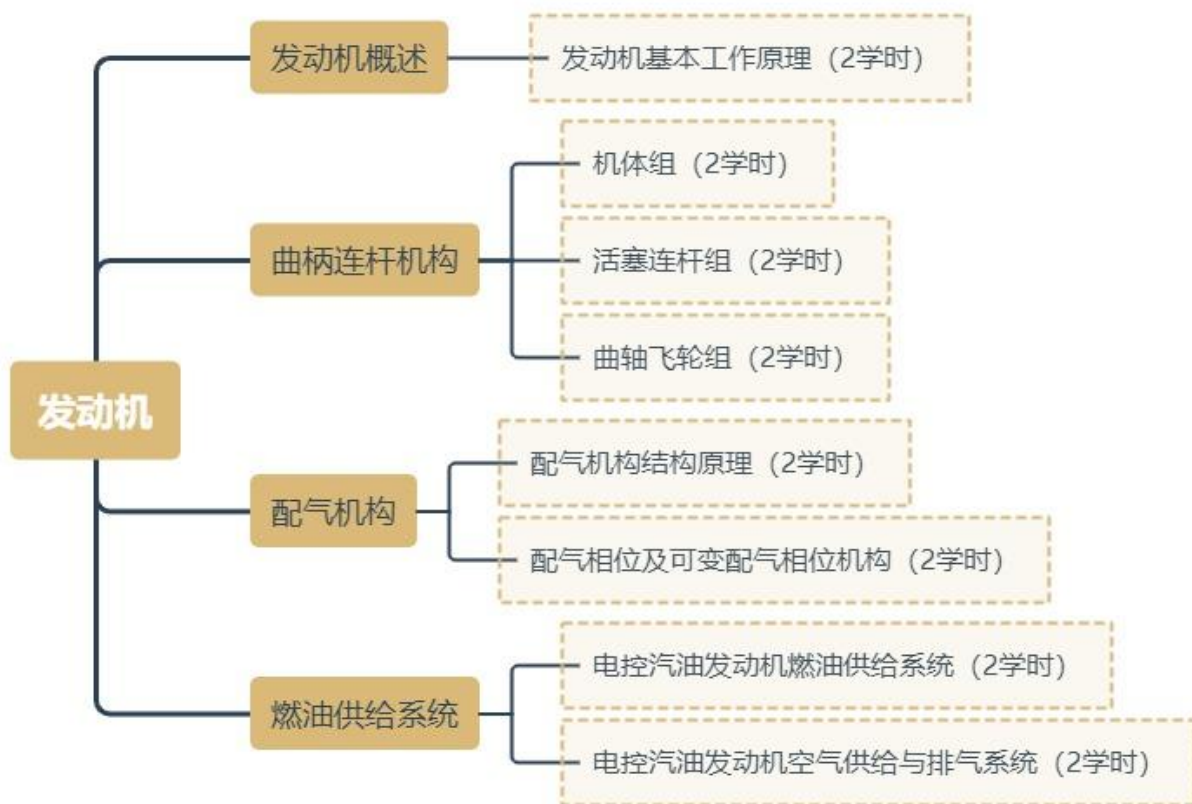 发动机概述
发动机基本工作原理（2学时）
机体组（2学时）
曲柄连杆机构
活塞连杆组（2学时）
曲轴飞轮组（2学时）
发动机
配气机构结构原理（2学时）
配气机构
配气相位及可变配气相位机构（2学时）
电控汽油发动机燃油供给系统（2学时）
燃油供给系统
电控汽油发动机空气供给与排气系统（2学时）